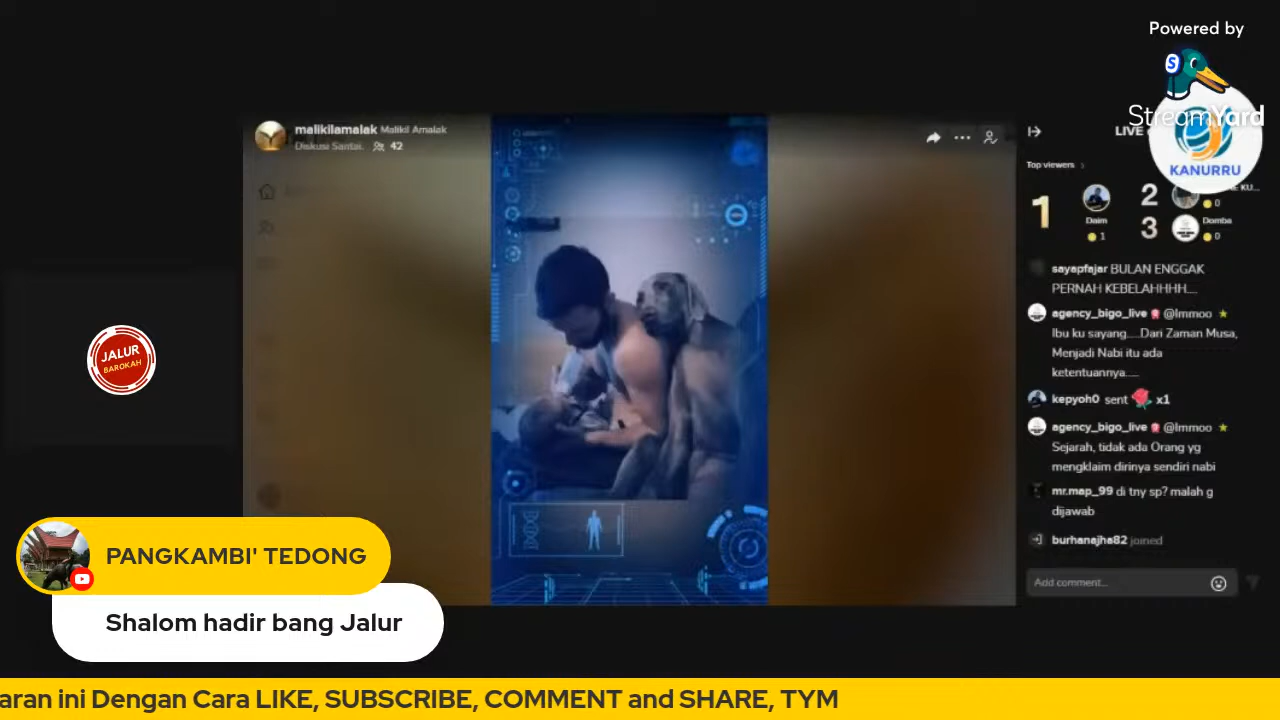 Powered by
StreamYard
KANURRU
malikilamalak Malikil Amalak
Diskusi Santai. 42
LIVE
Top viewers
1
Daim
1
2
KU...
0
3
Domba
0
sayapfajar BULAN ENGGAK
PERNAH KEBELAHHHH....
agency_bigo_live @Immoo
Ibu ku sayang.....Dari Zaman Musa,
Menjadi Nabi itu ada
ketentuannya.....
kepyoh0 sent x1
agency_bigo_live @Immoo
Sejarah, tidak ada Orang yg
mengklaim dirinya sendiri nabi
mr.map_99 di tny sp? malah g
dijawab
burhanajha82 joined
Add comment...
JALUR
BAROKAH
PANGKAMBI' TEDONG
Shalom hadir bang Jalur
aran ini Dengan Cara LIKE, SUBSCRIBE, COMMENT and SHARE, TYM